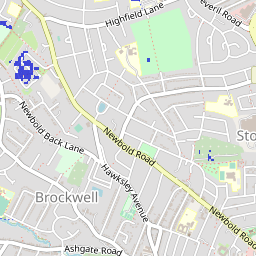 Highfield Lane
everil Road
Newbold Back Lane
Newbold Road
Sto
Hawksley Avenue
Brockwell
Newbold Road
Ashgate Road